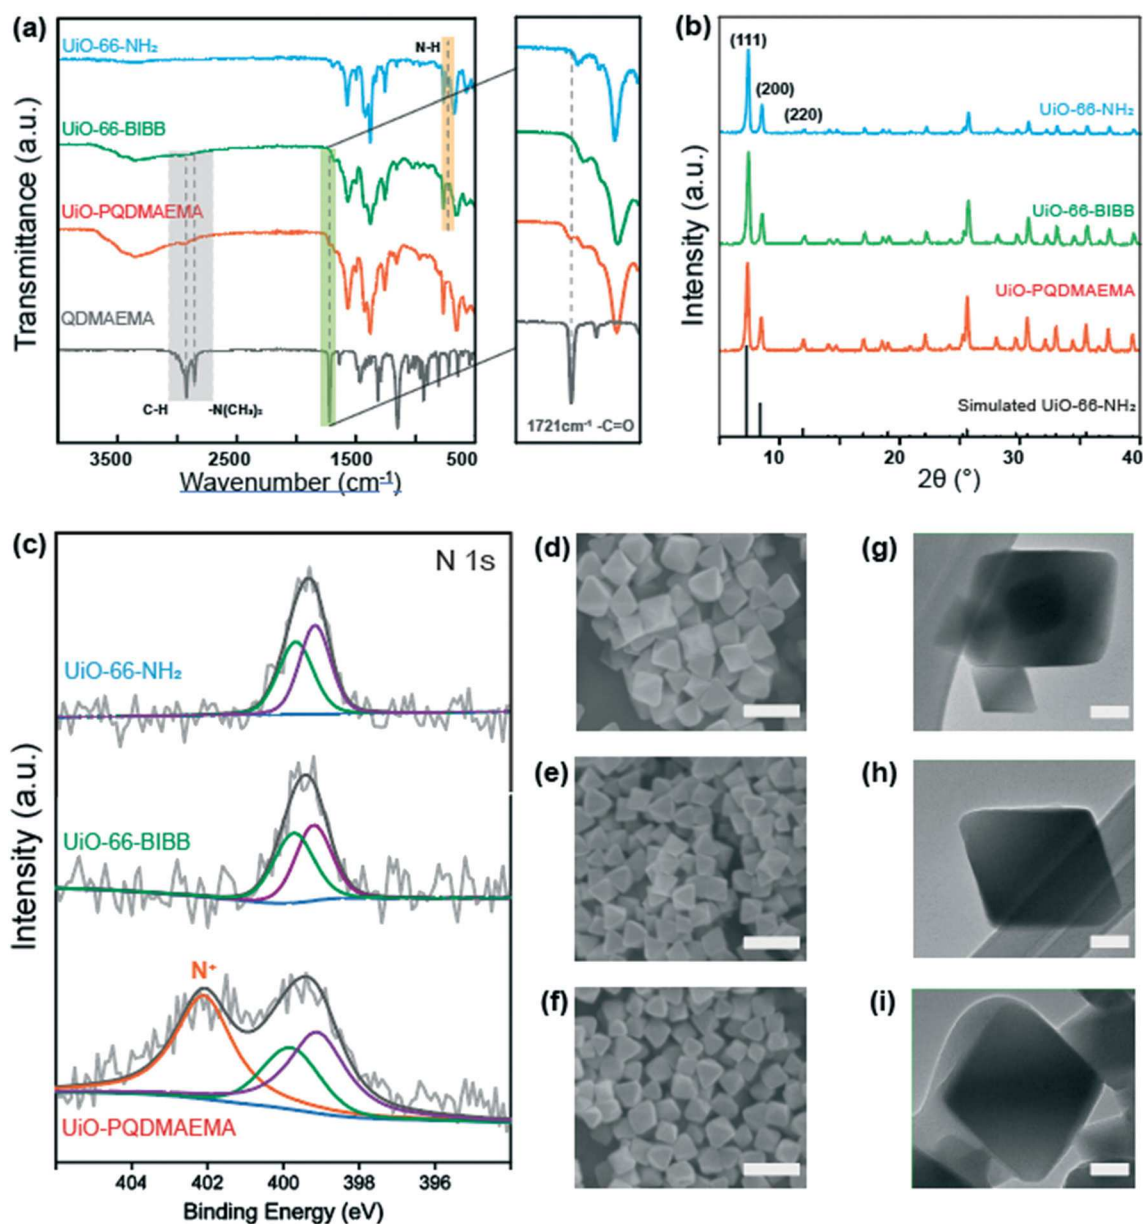 (a)
UiO-66-NH₂
N-H
UiO-66-BIBB
UiO-PQDMAEMA
QDMAEMA
C-H
-N(CH₃)₂
1721cm⁻¹ -C=O
Transmittance (a.u.)
3500
2500
1500
500
Wavenumber (cm⁻¹)
(b)
(111)
(200)
(220)
UiO-66-NH₂
UiO-66-BIBB
UiO-PQDMAEMA
Simulated UiO-66-NH₂
Intensity (a.u.)
10
20
30
40
2θ (°)
(c)
N 1s
UiO-66-NH₂
UiO-66-BIBB
N⁺
UiO-PQDMAEMA
Intensity (a.u.)
404
402
400
398
396
Binding Energy (eV)
(d)
(g)
(e)
(h)
(f)
(i)